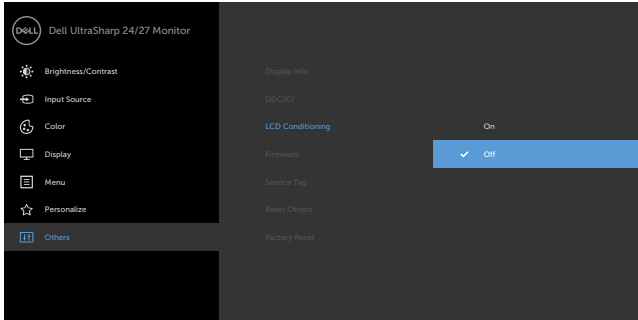 DELL
Dell UltraSharp 24/27 Monitor
Brightness/Contrast
Input Source
Color
Display
Menu
Personalize
Others
Display Info
DDC/CI
LCD Conditioning
Firmware
Service Tag
Reset Others
Factory Reset
On
Off